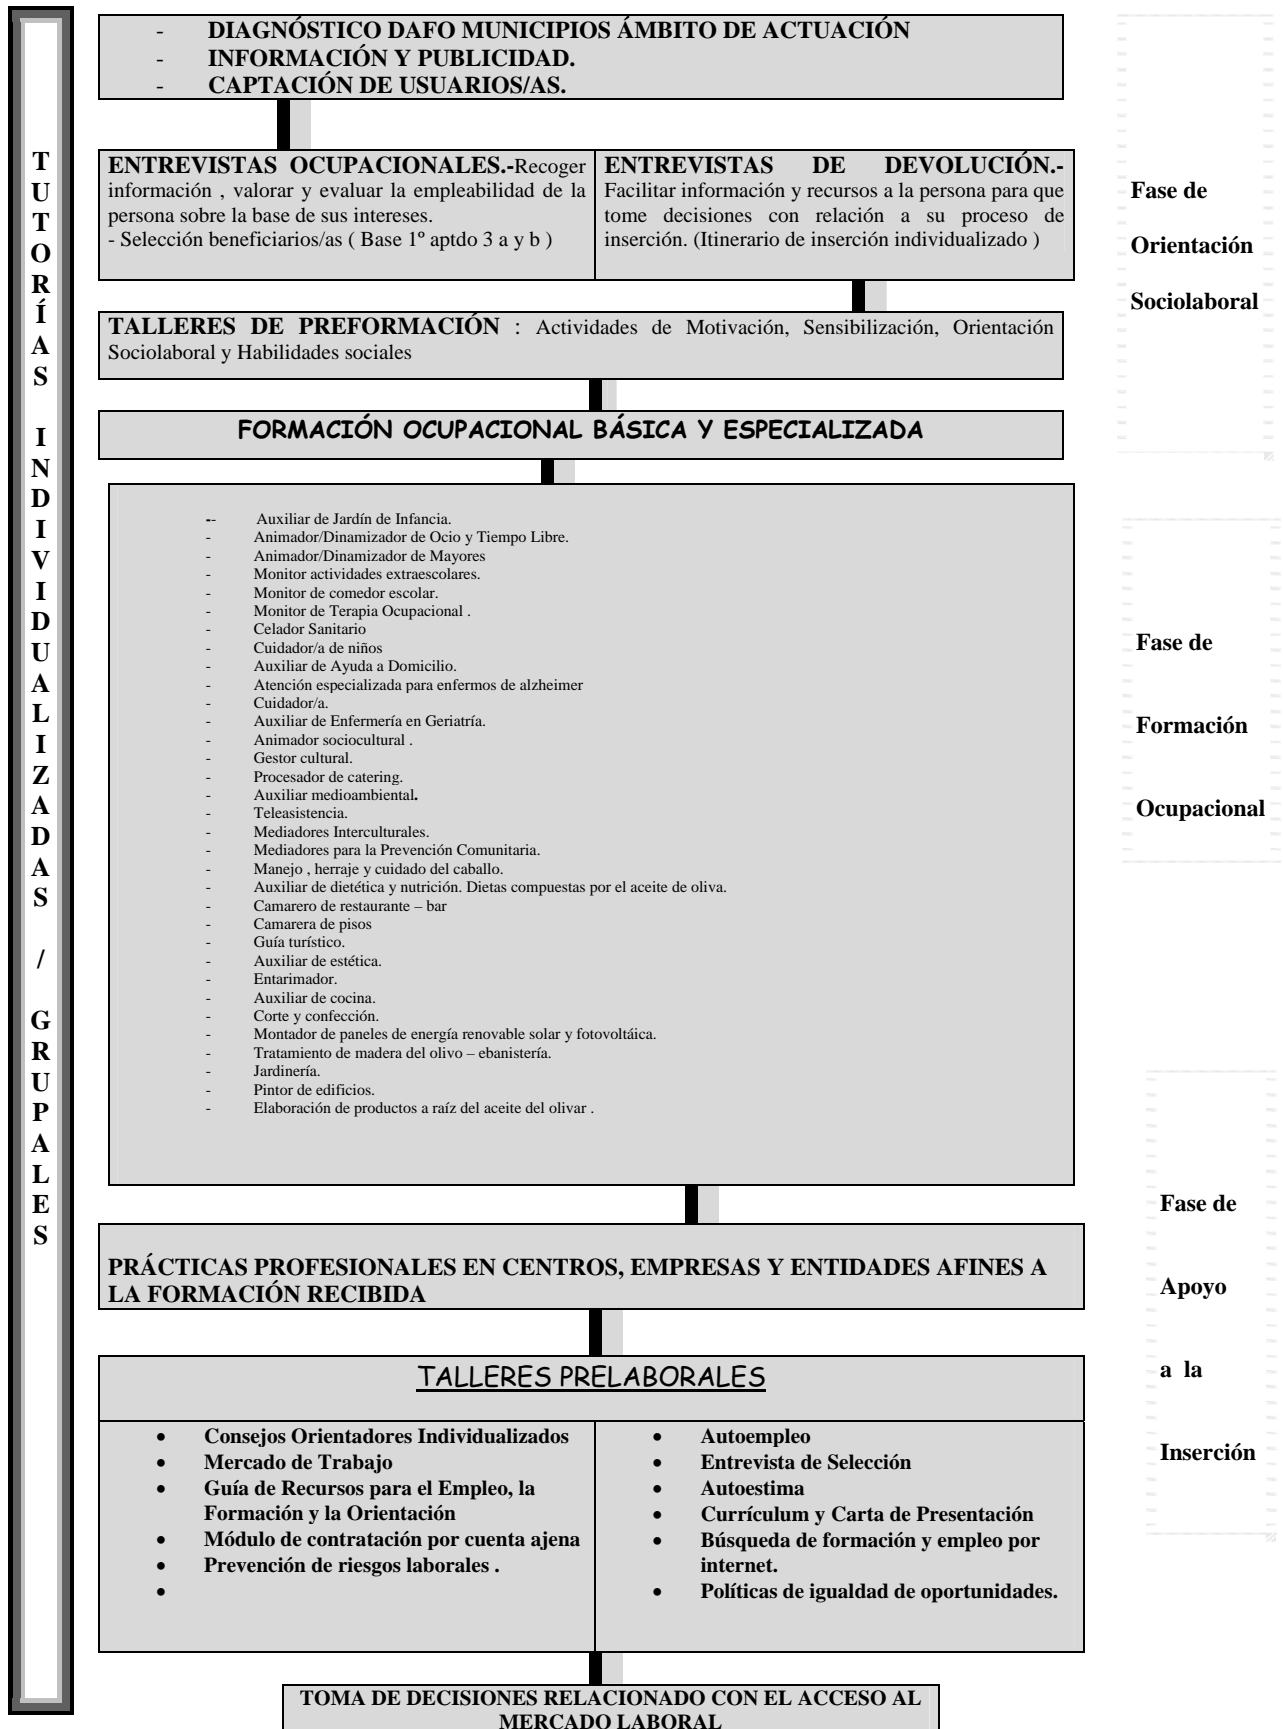 - DIAGNÓSTICO DAFO MUNICIPIOS ÁMBITO DE ACTUACIÓN
- INFORMACIÓN Y PUBLICIDAD.
- CAPTACIÓN DE USUARIOS/AS.
TUTORÍAS INDIVIDUALIZADAS / GRUPALES
ENTREVISTAS OCUPACIONALES.-Recoger
información , valorar y evaluar la empleabilidad de la
persona sobre la base de sus intereses.
- Selección beneficiarios/as ( Base 1º aptdo 3 a y b )
ENTREVISTAS DE DEVOLUCIÓN.-
Facilitar información y recursos a la persona para que
tome decisiones con relación a su proceso de
inserción. (Itinerario de inserción individualizado )
Fase de
Orientación
Sociolaboral
TALLERES DE PREFORMACIÓN : Actividades de Motivación, Sensibilización, Orientación
Sociolaboral y Habilidades sociales
FORMACIÓN OCUPACIONAL BÁSICA Y ESPECIALIZADA
-- Auxiliar de Jardín de Infancia.
- Animador/Dinamizador de Ocio y Tiempo Libre.
- Animador/Dinamizador de Mayores
- Monitor actividades extraescolares.
- Monitor de comedor escolar.
- Monitor de Terapia Ocupacional .
- Celador Sanitario
- Cuidador/a de niños
- Auxiliar de Ayuda a Domicilio.
- Atención especializada para enfermos de alzheimer
- Cuidador/a.
- Auxiliar de Enfermería en Geriatría.
- Animador sociocultural .
- Gestor cultural.
- Procesador de catering.
- Auxiliar medioambiental.
- Teleasistencia.
- Mediadores Interculturales.
- Mediadores para la Prevención Comunitaria.
- Manejo , herraje y cuidado del caballo.
- Auxiliar de dietética y nutrición. Dietas compuestas por el aceite de oliva.
- Camarero de restaurante – bar
- Camarera de pisos
- Guía turístico.
- Auxiliar de estética.
- Entarimador.
- Auxiliar de cocina.
- Corte y confección.
- Montador de paneles de energía renovable solar y fotovoltáica.
- Tratamiento de madera del olivo – ebanistería.
- Jardinería.
- Pintor de edificios.
- Elaboración de productos a raíz del aceite del olivar .
Fase de
Formación
Ocupacional
PRÁCTICAS PROFESIONALES EN CENTROS, EMPRESAS Y ENTIDADES AFINES A
LA FORMACIÓN RECIBIDA
TALLERES PRELABORALES
• Consejos Orientadores Individualizados
• Mercado de Trabajo
• Guía de Recursos para el Empleo, la
Formación y la Orientación
• Módulo de contratación por cuenta ajena
• Prevención de riesgos laborales .
•
• Autoempleo
• Entrevista de Selección
• Autoestima
• Currículum y Carta de Presentación
• Búsqueda de formación y empleo por
internet.
• Políticas de igualdad de oportunidades.
Fase de
Apoyo
a la
Inserción
TOMA DE DECISIONES RELACIONADO CON EL ACCESO AL
MERCADO LABORAL